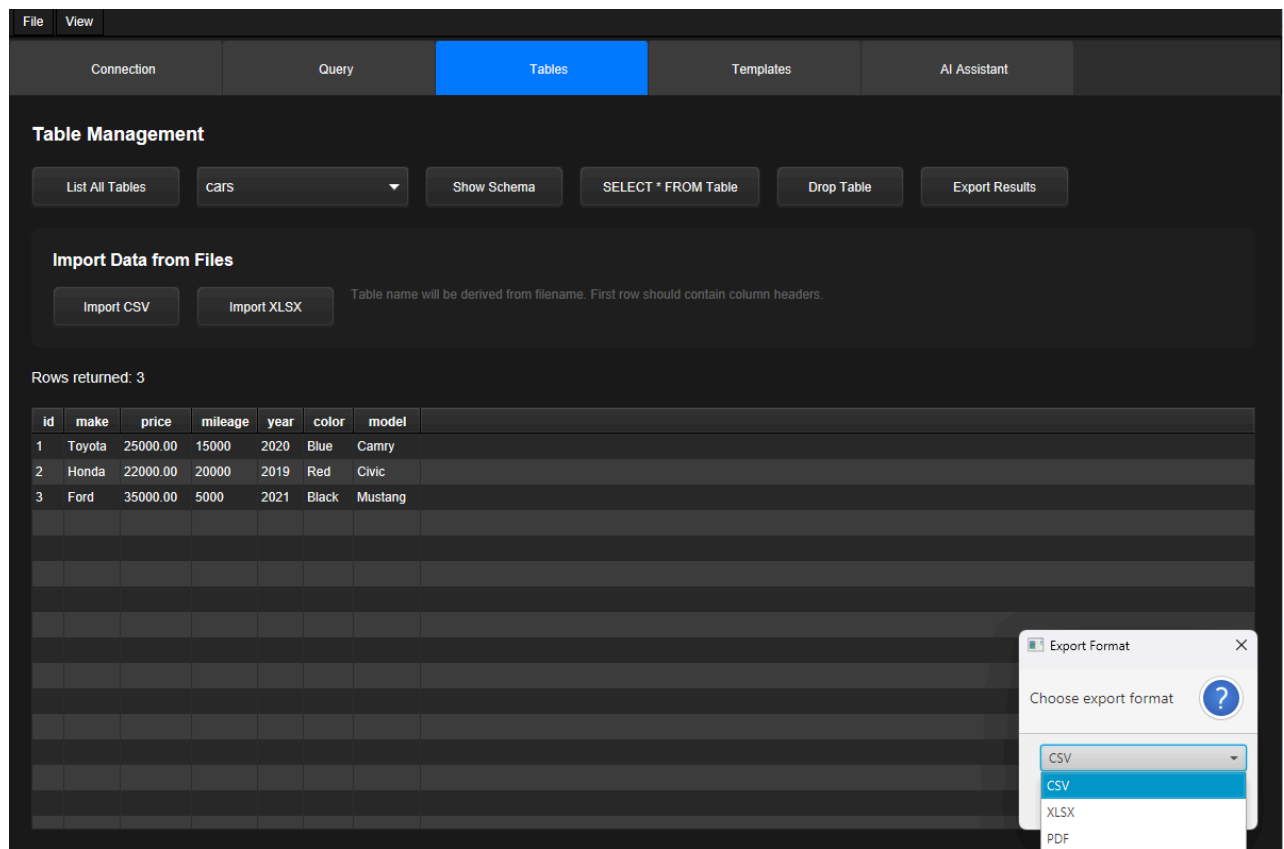 File View
Connection Query Tables Templates AI Assistant
Table Management
List All Tables cars Show Schema SELECT * FROM Table Drop Table Export Results
Import Data from Files
Import CSV Import XLSX Table name will be derived from filename. First row should contain column headers.
Rows returned: 3
id make price mileage year color model
1 Toyota 25000.00 15000 2020 Blue Camry
2 Honda 22000.00 20000 2019 Red Civic
3 Ford 35000.00 5000 2021 Black Mustang
Export Format
Choose export format ?
CSV
CSV
XLSX
PDF